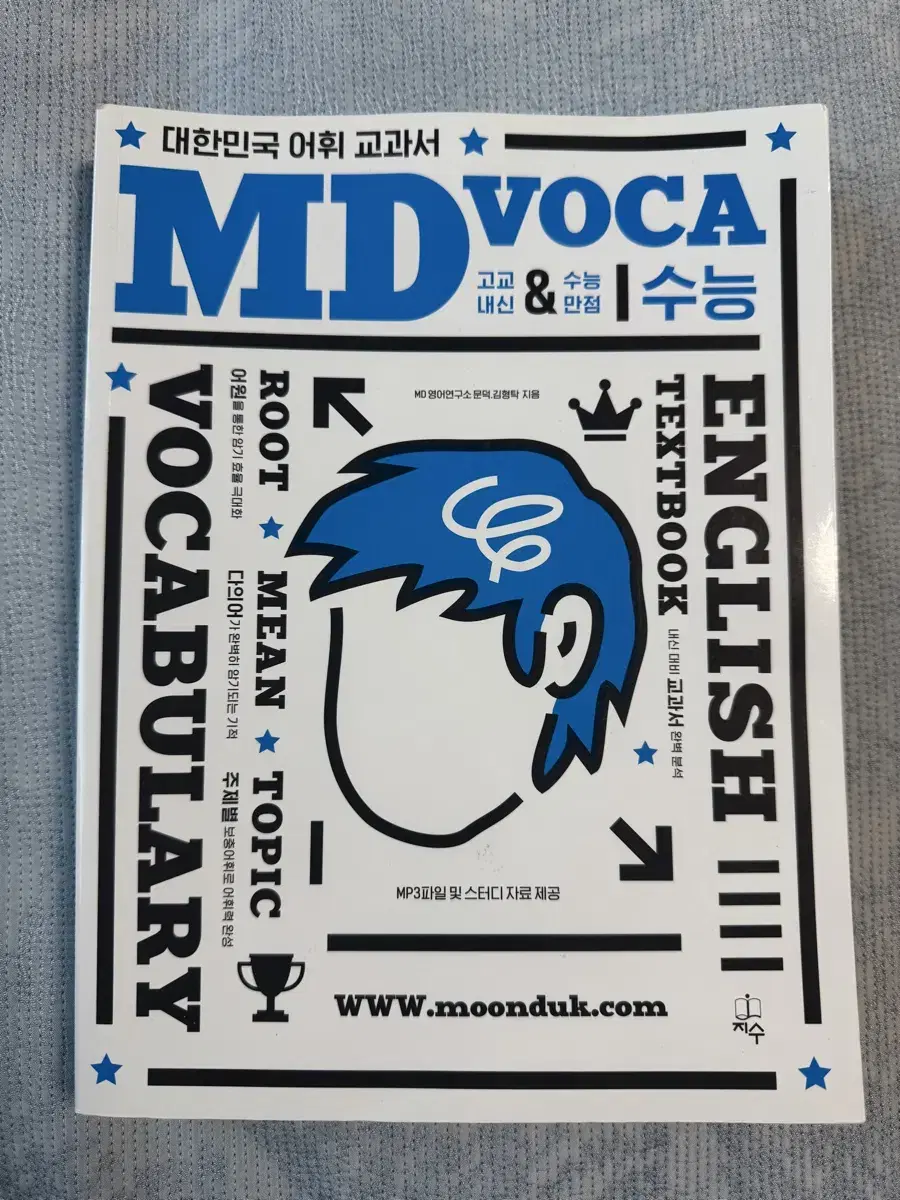 대한민국 어휘 교과서
MD VOCA
고교
내신
&
수능
만점
수능
MD 영어연구소 문덕, 김형탁 지음
ENGLISH
TEXTBOOK
내신 대비 교과서 완벽 분석
ROOT
어원을 통한 암기 효율 극대화
MEAN
다의어가 완벽히 암기되는 기적
TOPIC
주제별 보충어휘로 어휘력 완성
VOCABULARY
MP3파일 및 스터디 자료 제공
WWW.moonduk.com
지수